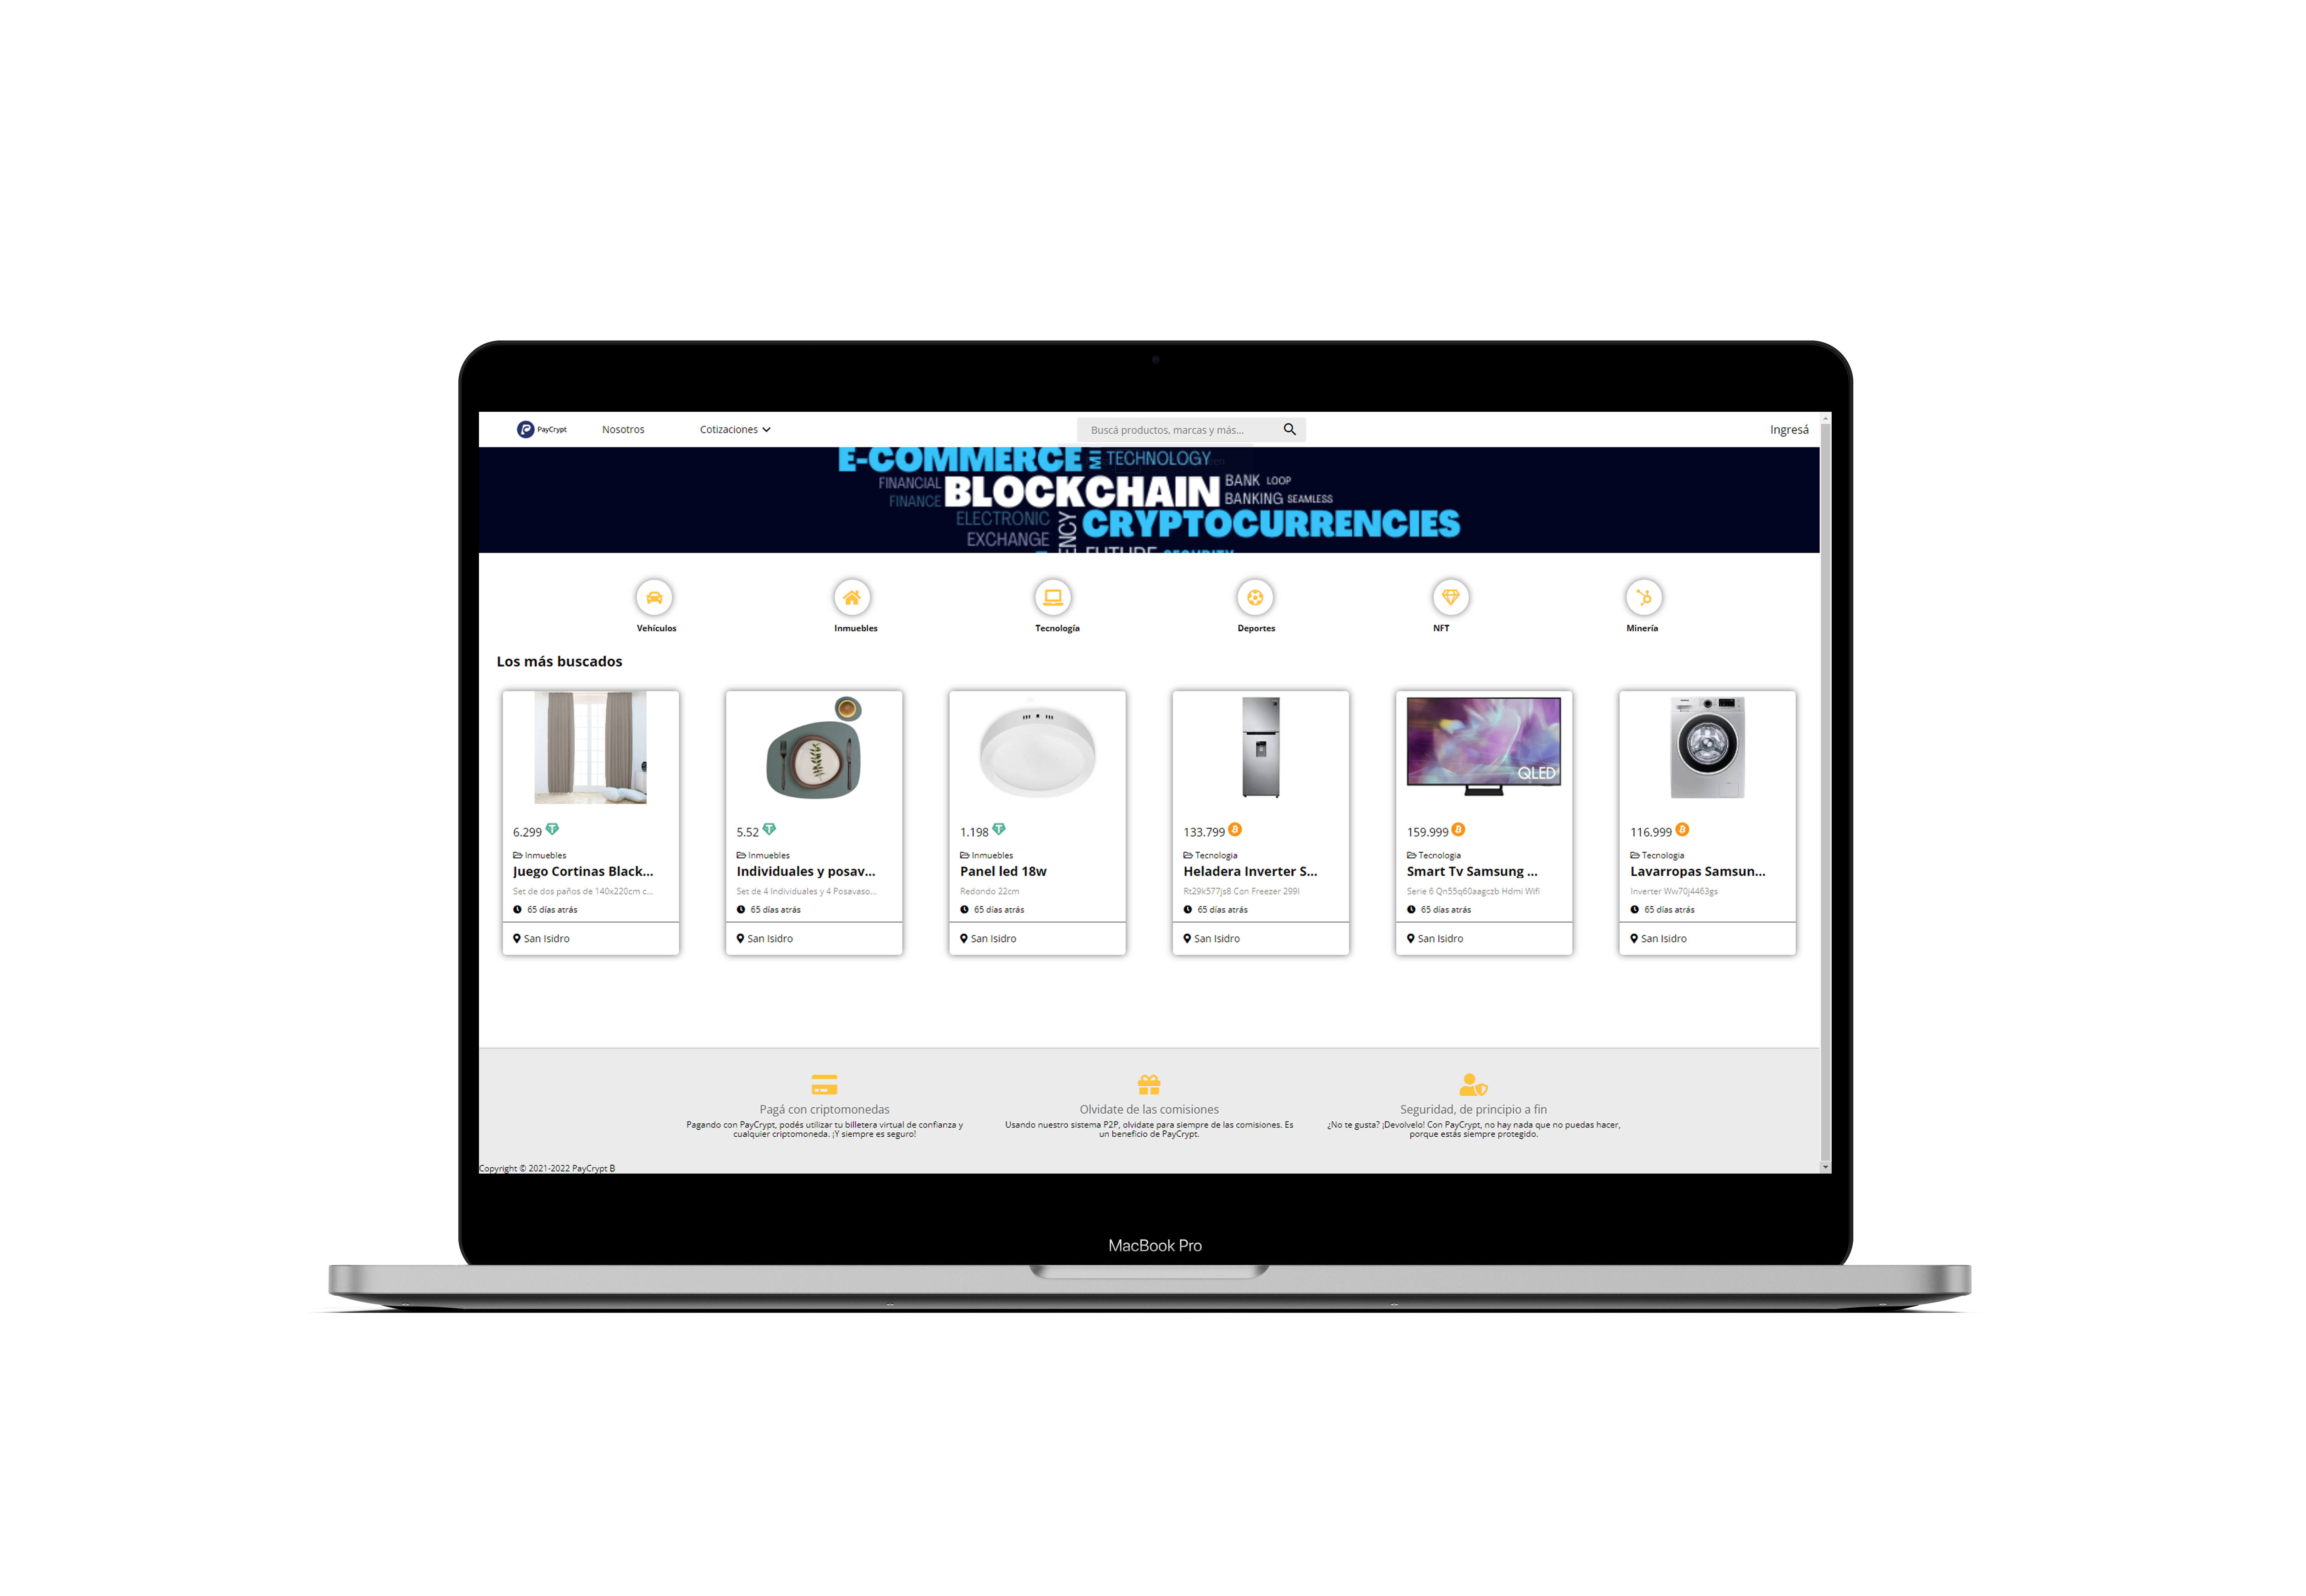 PayCrypt
Nosotros
Cotizaciones
Buscá productos, marcas y más...
Ingresá
E-COMMERCE MI TECHNOLOGY
FINANCIAL BLOCKCHAIN BANK LOOP
FINANCE BANKING SEAMLESS
ELECTRONIC ENCY CRYPTOCURRENCIES
EXCHANGE FUTURE SECURITY
Vehículos
Inmuebles
Tecnología
Deportes
NFT
Minería
Los más buscados
QLED
6.299
Inmuebles
Juego Cortinas Black...
Set de dos paños de 140x220cm c...
65 días atrás
San Isidro
5.52
Inmuebles
Individuales y posav...
Set de 4 Individuales y 4 Posavaso...
65 días atrás
San Isidro
1.198
Inmuebles
Panel led 18w
Redondo 22cm
65 días atrás
San Isidro
133.799
Tecnologia
Heladera Inverter S...
Rt29k577js8 Con Freezer 299l
65 días atrás
San Isidro
159.999
Tecnologia
Smart Tv Samsung ...
Serie 6 Qn55q60aagczb Hdmi Wifi
65 días atrás
San Isidro
116.999
Tecnologia
Lavarropas Samsun...
Inverter Ww70j4463gs
65 días atrás
San Isidro
Pagá con criptomonedas
Pagando con PayCrypt, podés utilizar tu billetera virtual de confianza y
cualquier criptomoneda. ¡Y siempre es seguro!
Olvidate de las comisiones
Usando nuestro sistema P2P, olvidate para siempre de las comisiones. Es
un beneficio de PayCrypt.
Seguridad, de principio a fin
¿No te gusta? ¡Devolvelo! Con PayCrypt, no hay nada que no puedas hacer,
porque estás siempre protegido.
Copyright © 2021-2022 PayCrypt B
MacBook Pro